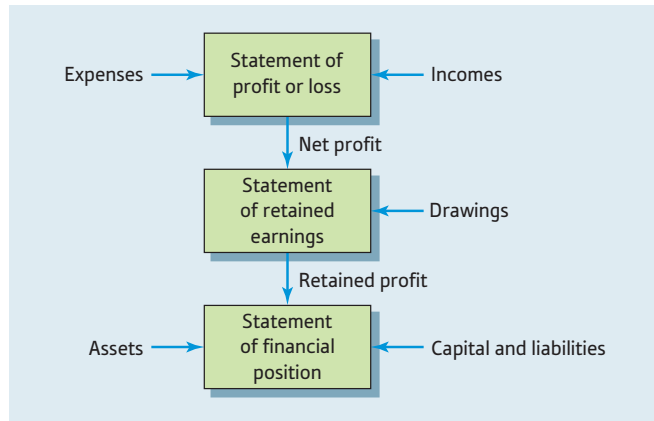 Statement of
profit or loss
Expenses
Incomes
Net profit
Statement
of retained
earnings
Drawings
Retained profit
Statement
of financial
position
Assets
Capital and liabilities